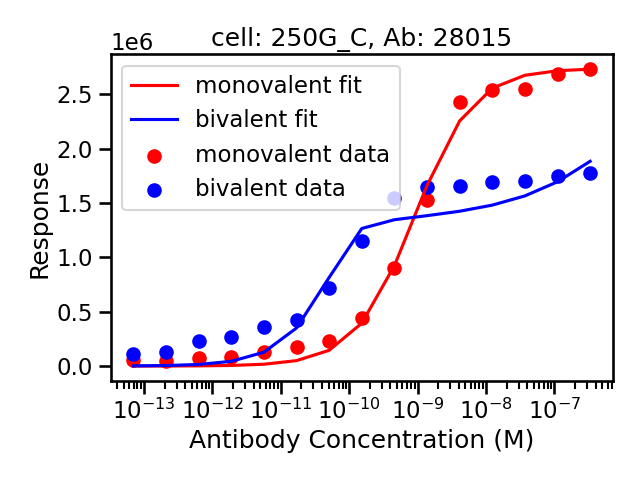 cell: 250G_C, Ab: 28015
1e6
monovalent fit
bivalent fit
monovalent data
bivalent data
Response
2.5
2.0
1.5
1.0
0.5
0.0
10⁻¹³ 10⁻¹² 10⁻¹¹ 10⁻¹⁰ 10⁻⁹ 10⁻⁸ 10⁻⁷
Antibody Concentration (M)